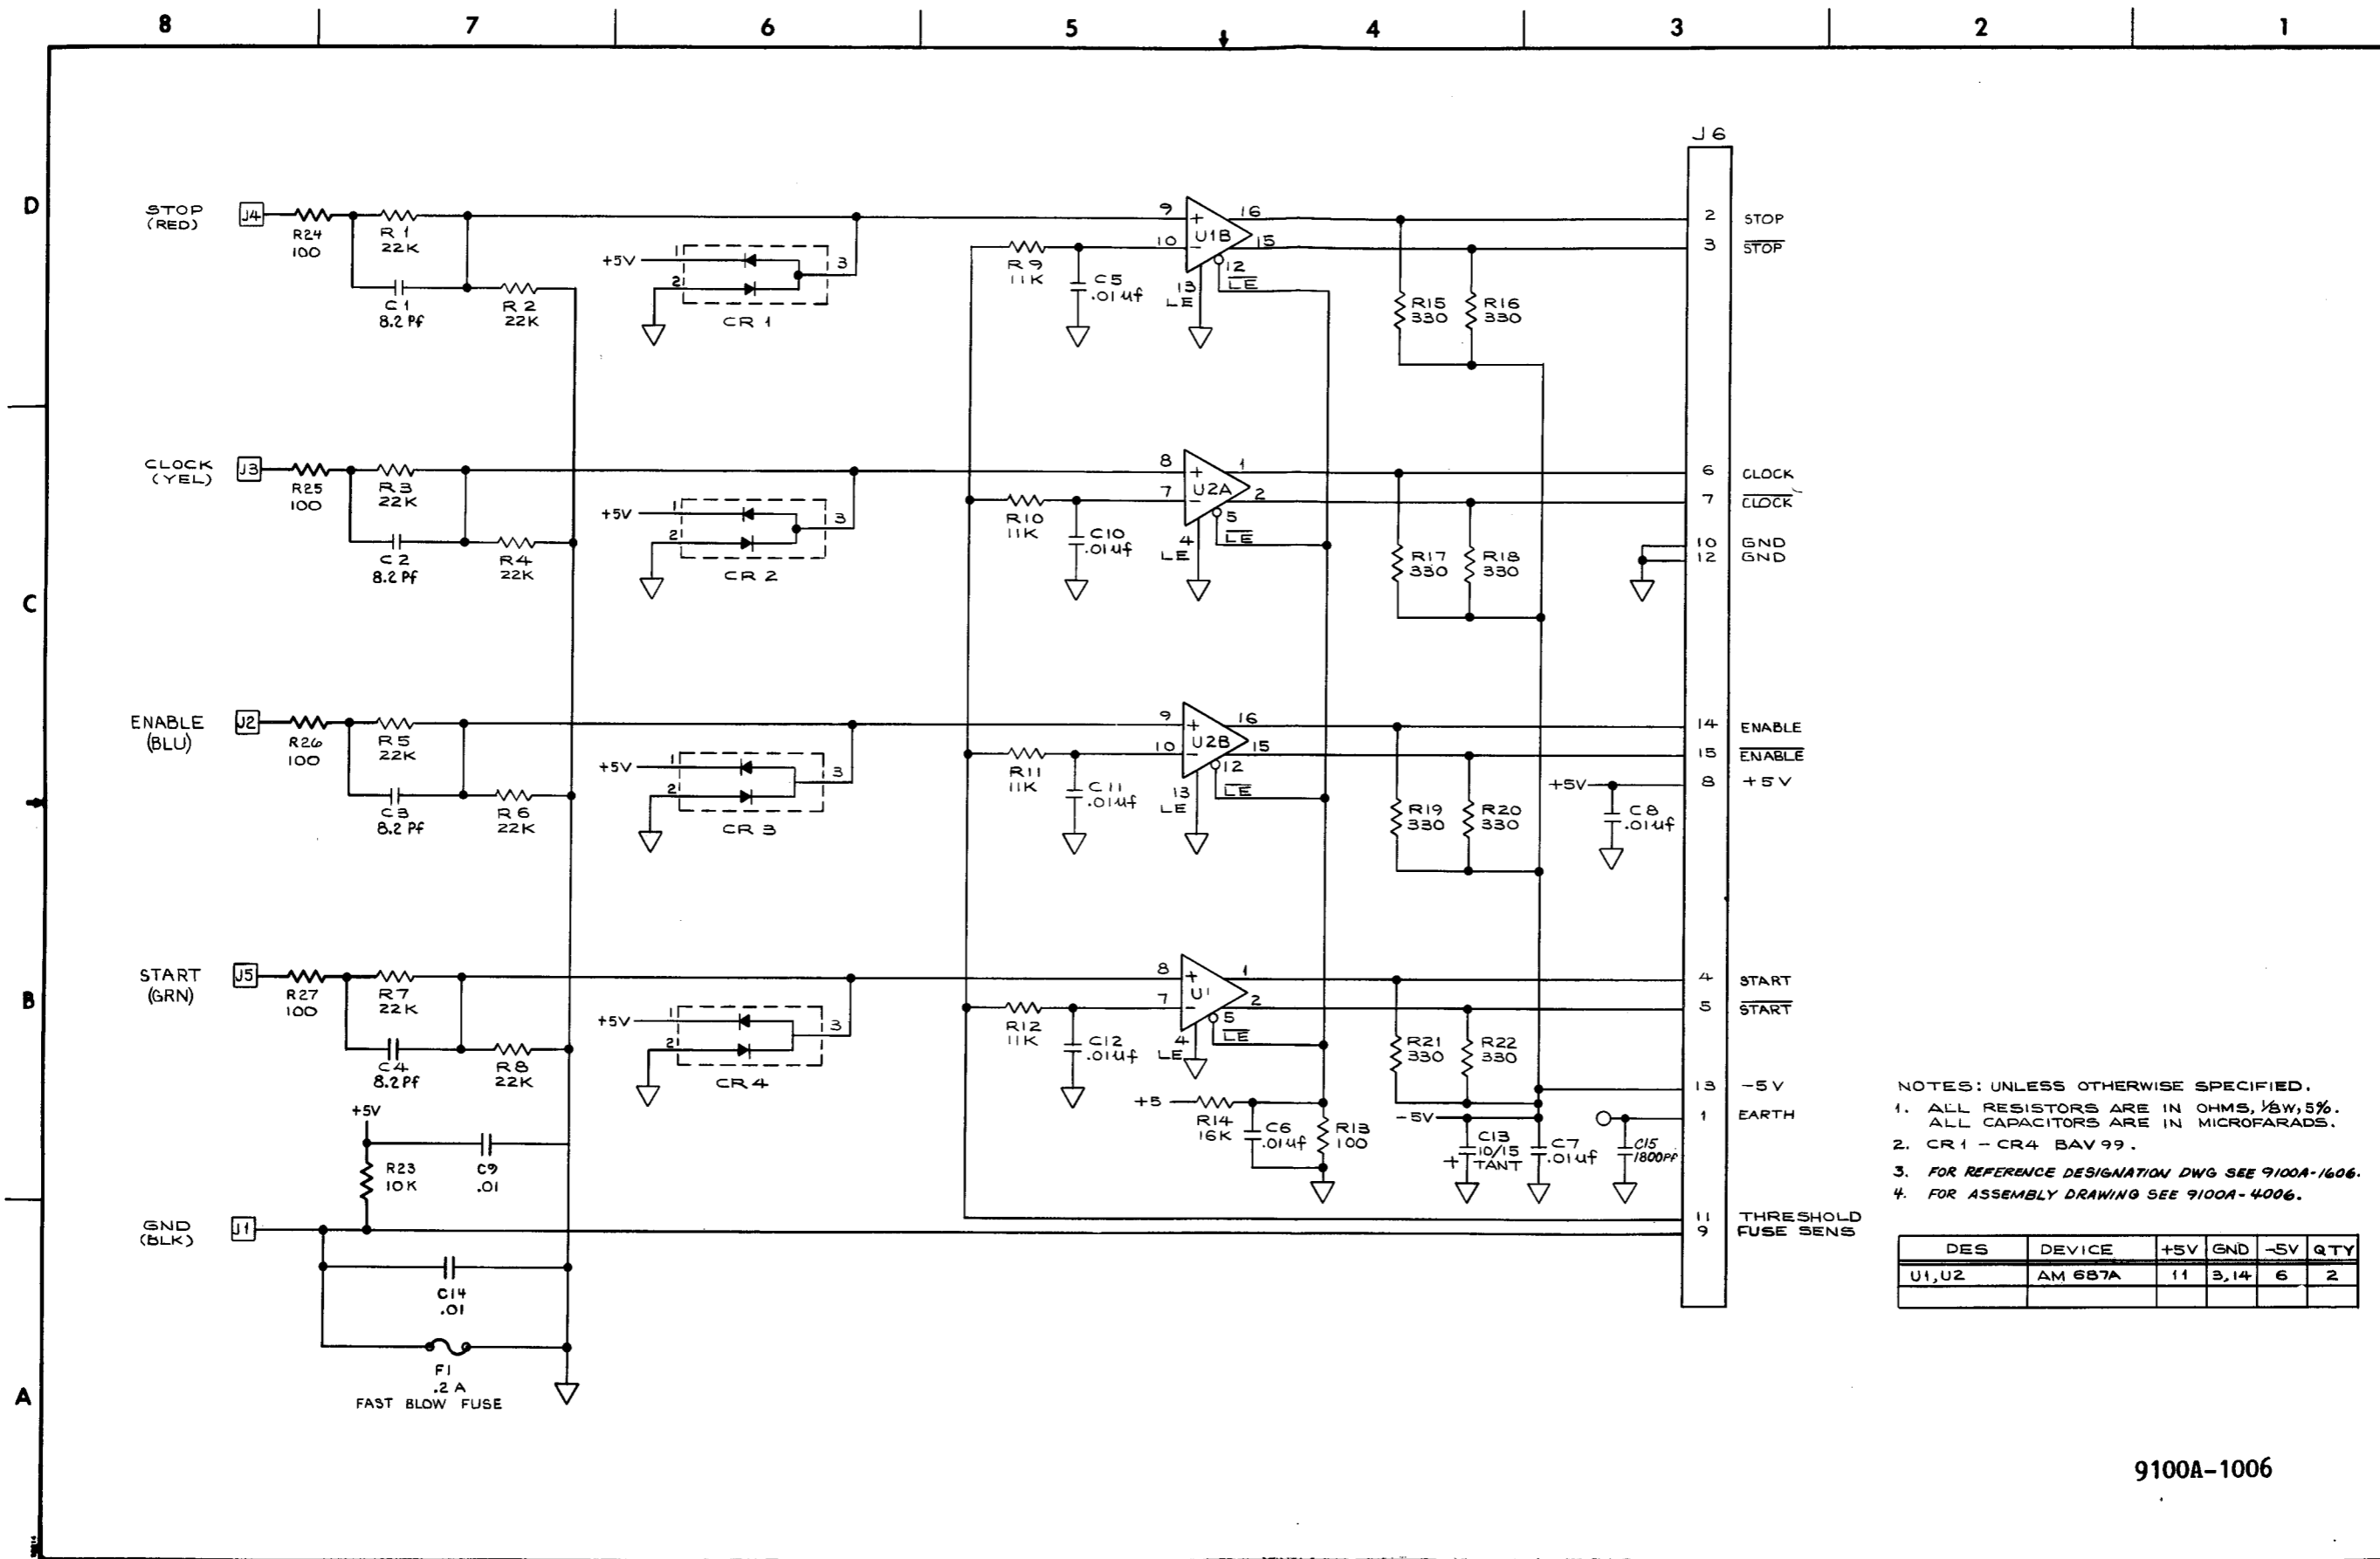 8 7 6 5 4 3 2 1
D
C
B
A
J6
STOP
(RED)
J4
R24
100
R1
22K
C1
8.2 Pf
R2
22K
+5V
1
2
3
CR1
R9
11K
C5
.01uf
9
10
+
-
U1B
16
15
12
LE
13
LE
R15
330
R16
330
2 STOP
3 STOP
CLOCK
(YEL)
J3
R25
100
R3
22K
C2
8.2 Pf
R4
22K
+5V
1
2
3
CR2
R10
11K
C10
.01uf
8
7
+
-
U2A
1
2
5
LE
4
LE
R17
330
R18
330
6 CLOCK
7 CLOCK
10 GND
12 GND
ENABLE
(BLU)
J2
R26
100
R5
22K
C3
8.2 Pf
R6
22K
+5V
1
2
3
CR3
R11
11K
C11
.01uf
9
10
+
-
U2B
16
15
12
LE
13
LE
R19
330
R20
330
14 ENABLE
15 ENABLE
+5V
8 +5V
C8
.01uf
START
(GRN)
J5
R27
100
R7
22K
C4
8.2Pf
R8
22K
+5V
1
2
3
CR4
R12
11K
C12
.01uf
8
7
+
-
U1
1
2
5
LE
4
LE
R21
330
R22
330
4 START
5 START
+5
R14
16K
C6
.01uf
R13
100
-5V
C13
10/15
TANT
+
C7
.01uf
C15
1800Pf
13 -5V
1 EARTH
+5V
R23
10K
C9
.01
GND
(BLK)
J1
C14
.01
F1
.2A
FAST BLOW FUSE
11 THRESHOLD
9 FUSE SENS
NOTES: UNLESS OTHERWISE SPECIFIED.
1. ALL RESISTORS ARE IN OHMS, 1/8W, 5%.
ALL CAPACITORS ARE IN MICROFARADS.
2. CR1 - CR4 BAV99.
3. FOR REFERENCE DESIGNATION DWG SEE 9100A-1606.
4. FOR ASSEMBLY DRAWING SEE 9100A-4006.
DES DEVICE +5V GND -5V QTY
U1,U2 AM 687A 11 3,14 6 2
9100A-1006